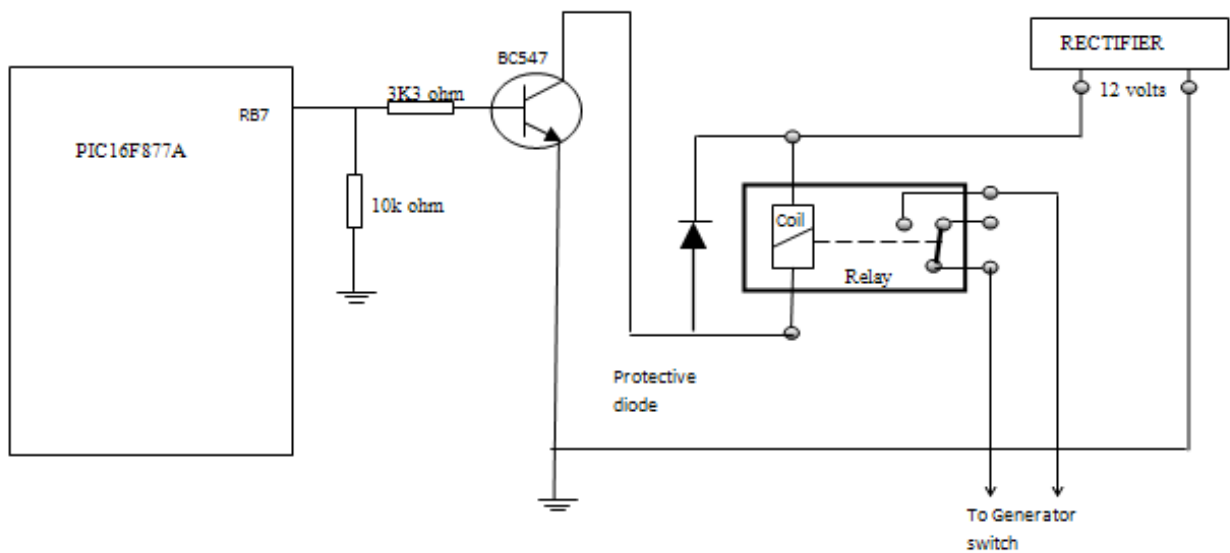 RECTIFIER
BC547
12 volts
3K3 ohm
RB7
PIC16F877A
10k ohm
Coil
Relay
Protective
diode
To Generator
switch